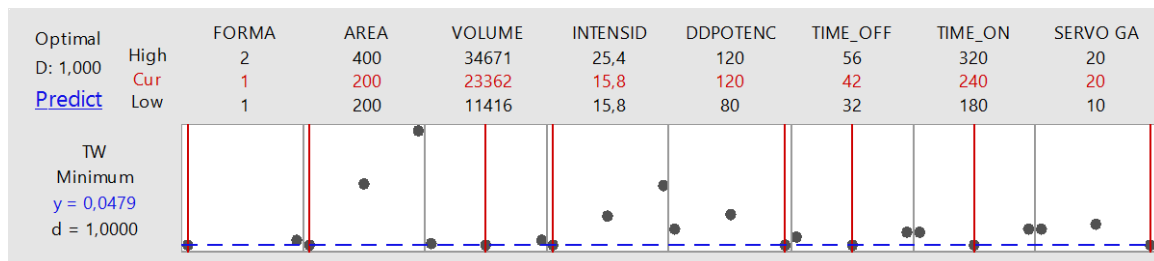 Optimal
D: 1,000
Predict
High
Cur
Low
FORMA AREA VOLUME INTENSID DDPOTENC TIME_OFF TIME_ON SERVO GA
2 400 34671 25,4 120 56 320 20
1 200 23362 15,8 120 42 240 20
1 200 11416 15,8 80 32 180 10
TW
Minimum
y = 0,0479
d = 1,0000